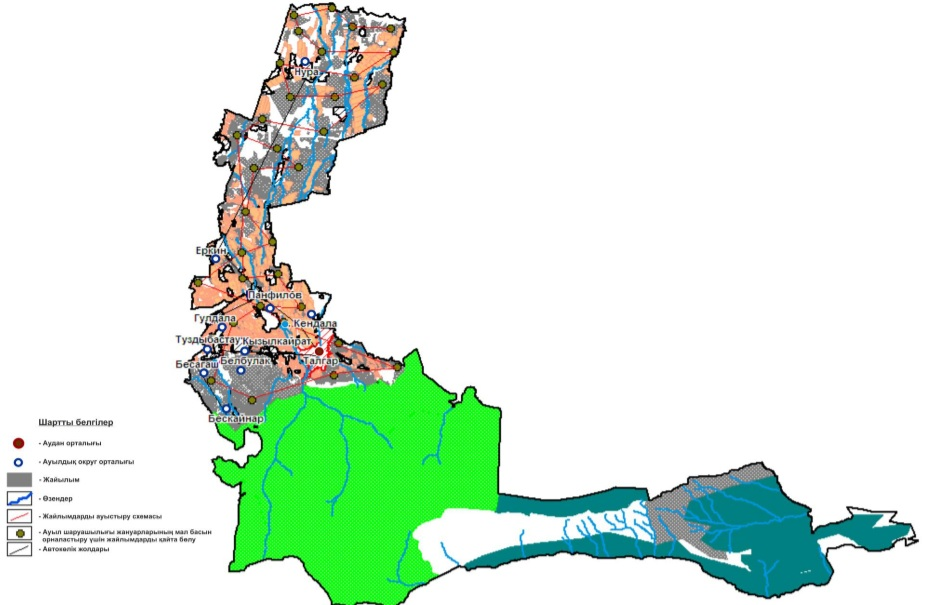 Нура
Еркин
Панфилов
Гулдала
Кендала
Туздыбастау
Кызылкайрат
Бесагаш
Белбулак
Талгар
Бескайнар
Шартты белгілер
- Аудан орталығы
- Ауылдық округ орталығы
- Жайылым
- Өзендер
- Жайылымдарды ауыстыру схемасы
- Ауыл шаруашылығы жануарларының мал басын
орналастыру үшін жайылымдарды қайта бөлу
- Автокөлік жолдары